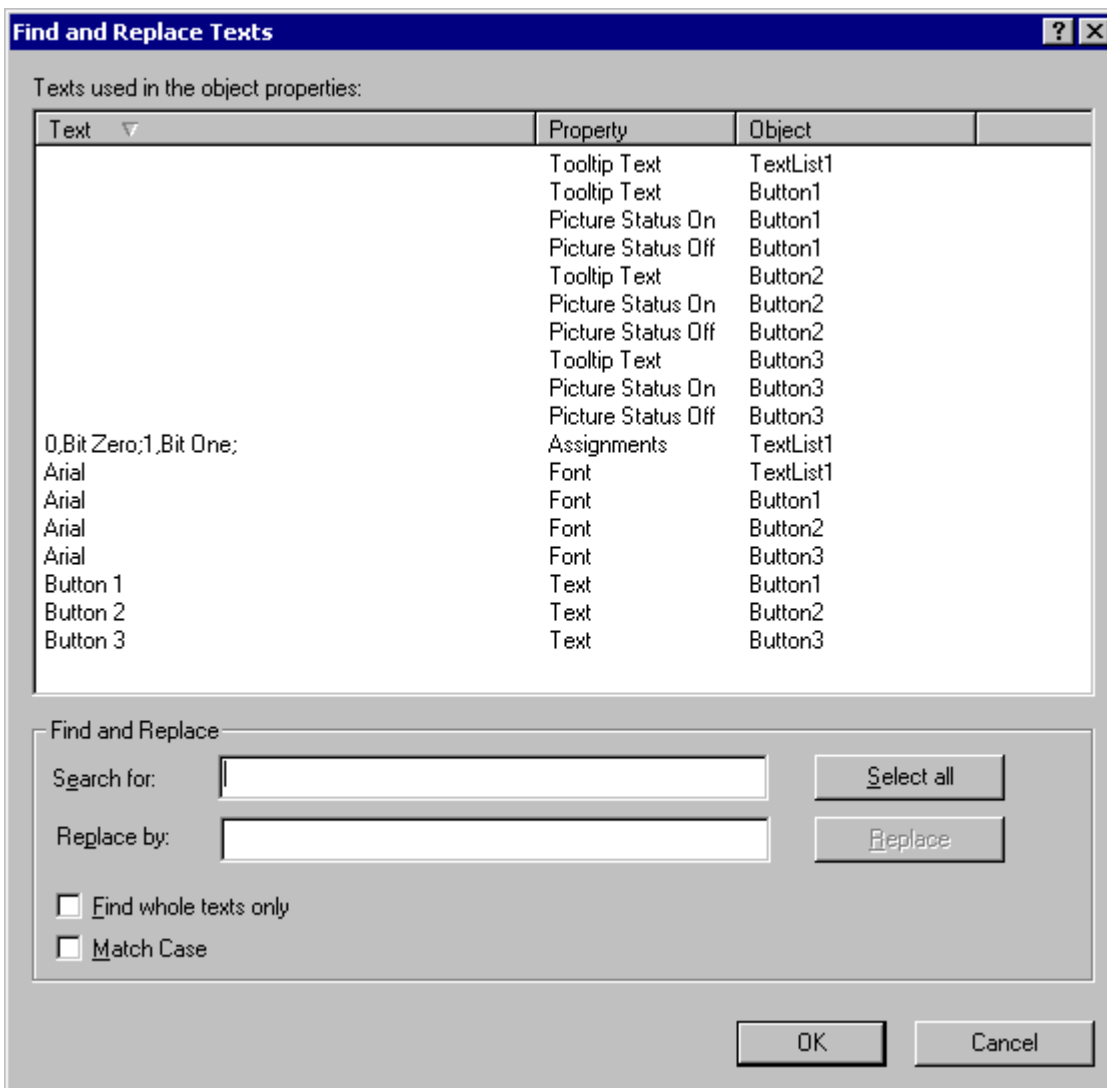 Find and Replace Texts
Texts used in the object properties:
Text Property Object
Tooltip Text TextList1
Tooltip Text Button1
Picture Status On Button1
Picture Status Off Button1
Tooltip Text Button2
Picture Status On Button2
Picture Status Off Button2
Tooltip Text Button3
Picture Status On Button3
Picture Status Off Button3
0,Bit Zero;1,Bit One; Assignments TextList1
Arial Font TextList1
Arial Font Button1
Arial Font Button2
Arial Font Button3
Button 1 Text Button1
Button 2 Text Button2
Button 3 Text Button3
Find and Replace
Search for: Select all
Replace by: Replace
Find whole texts only
Match Case
OK Cancel